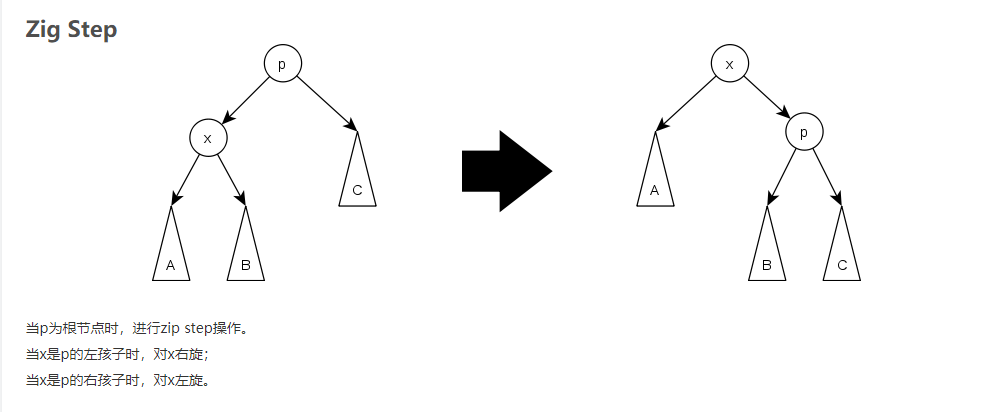 Zig Step
p
x
x
p
C
A
A
B
B
C
当p为根节点时，进行zip step操作。
当x是p的左孩子时，对x右旋；
当x是p的右孩子时，对x左旋。